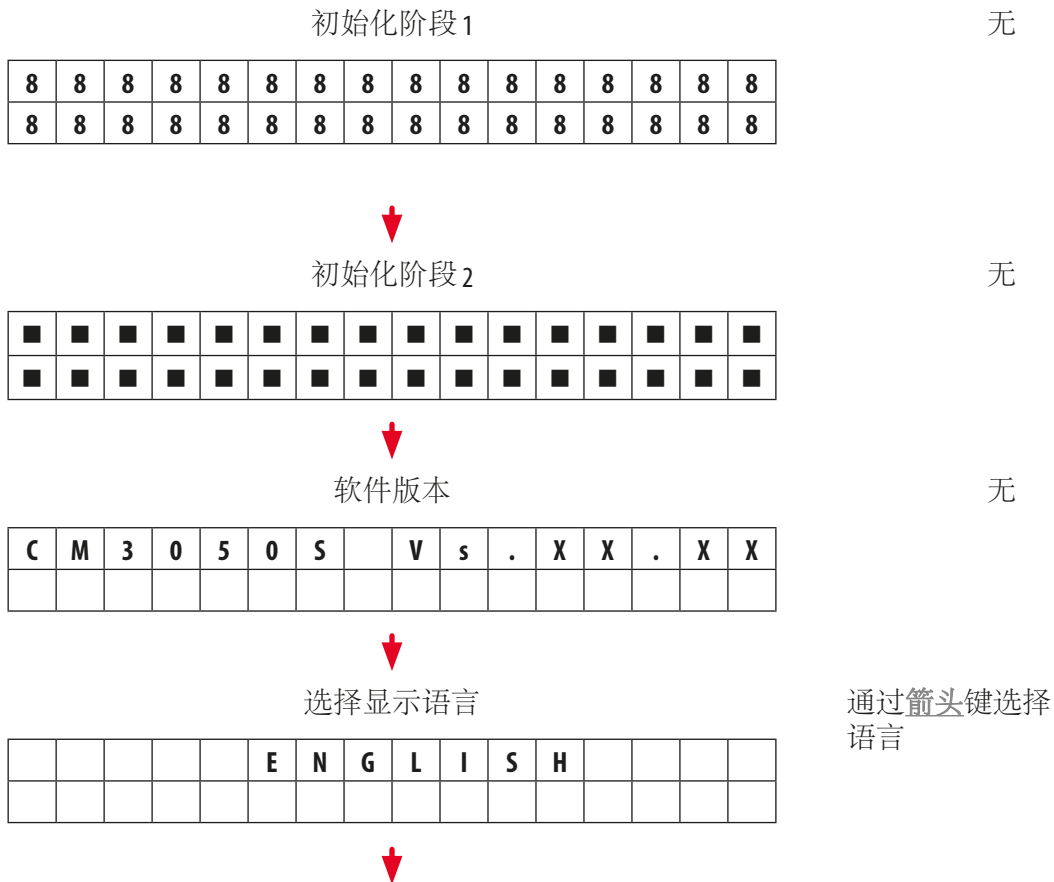 初始化阶段 1 无
8 8 8 8 8 8 8 8 8 8 8 8 8 8 8 8
8 8 8 8 8 8 8 8 8 8 8 8 8 8 8 8
初始化阶段 2 无
■ ■ ■ ■ ■ ■ ■ ■ ■ ■ ■ ■ ■ ■ ■ ■
■ ■ ■ ■ ■ ■ ■ ■ ■ ■ ■ ■ ■ ■ ■ ■
软件版本 无
C M 3 0 5 0 S V s . X X . X X
选择显示语言 通过箭头键选择
语言
E N G L I S H